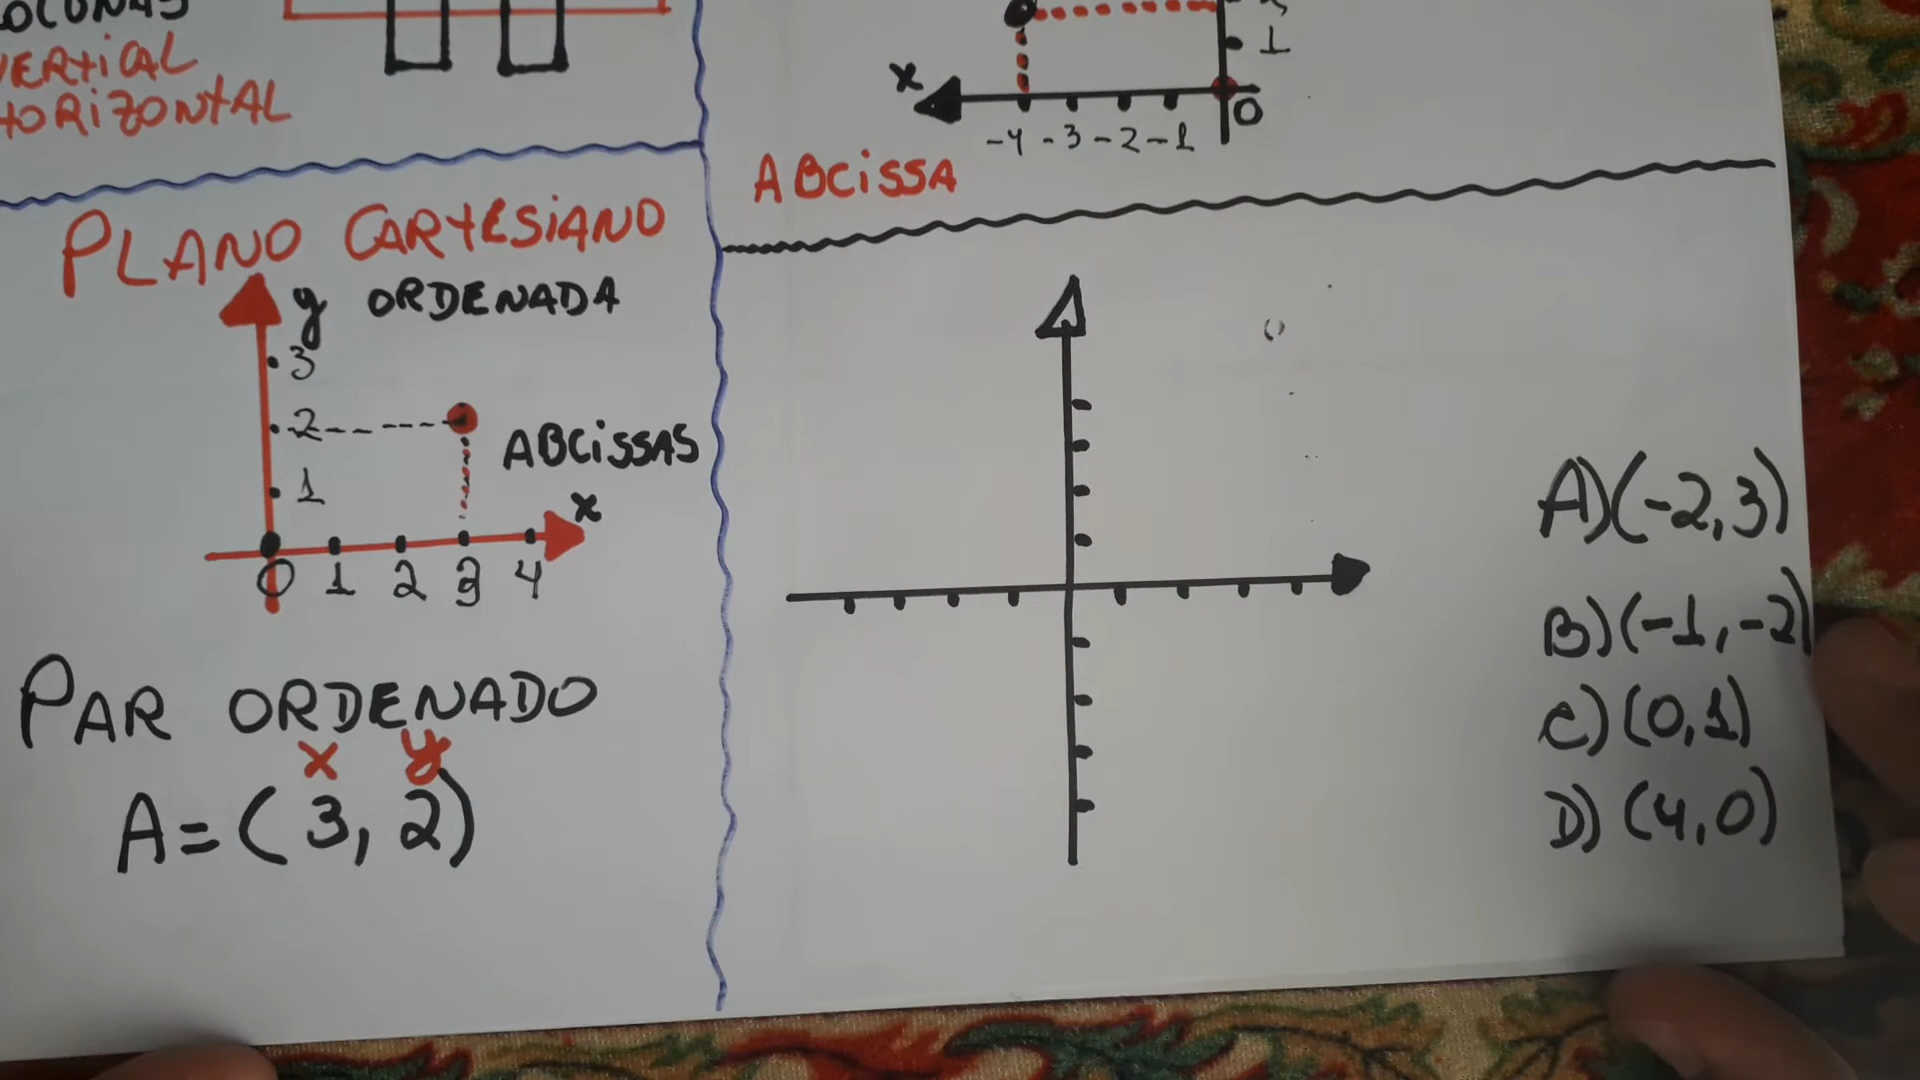 VERTICAL
HORIZONTAL
PLANO CARTESIANO
y ORDENADA
3
2
ABCISSAS
1
x
0 1 2 3 4
PAR ORDENADO
x y
A=(3,2)
1
x
0
-4 -3 -2 -1
ABCISSA
A)(-2,3)
B)(-1,-2)
C)(0,1)
D)(4,0)